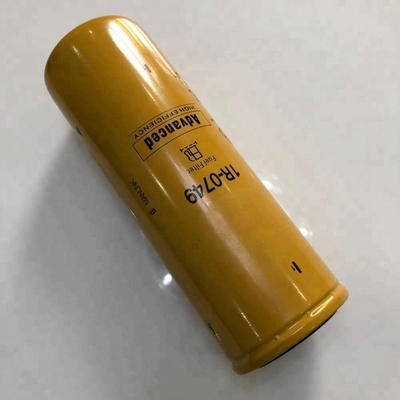 1R-0749
Fuel Filter
Advanced
HIGH EFFICIENCY